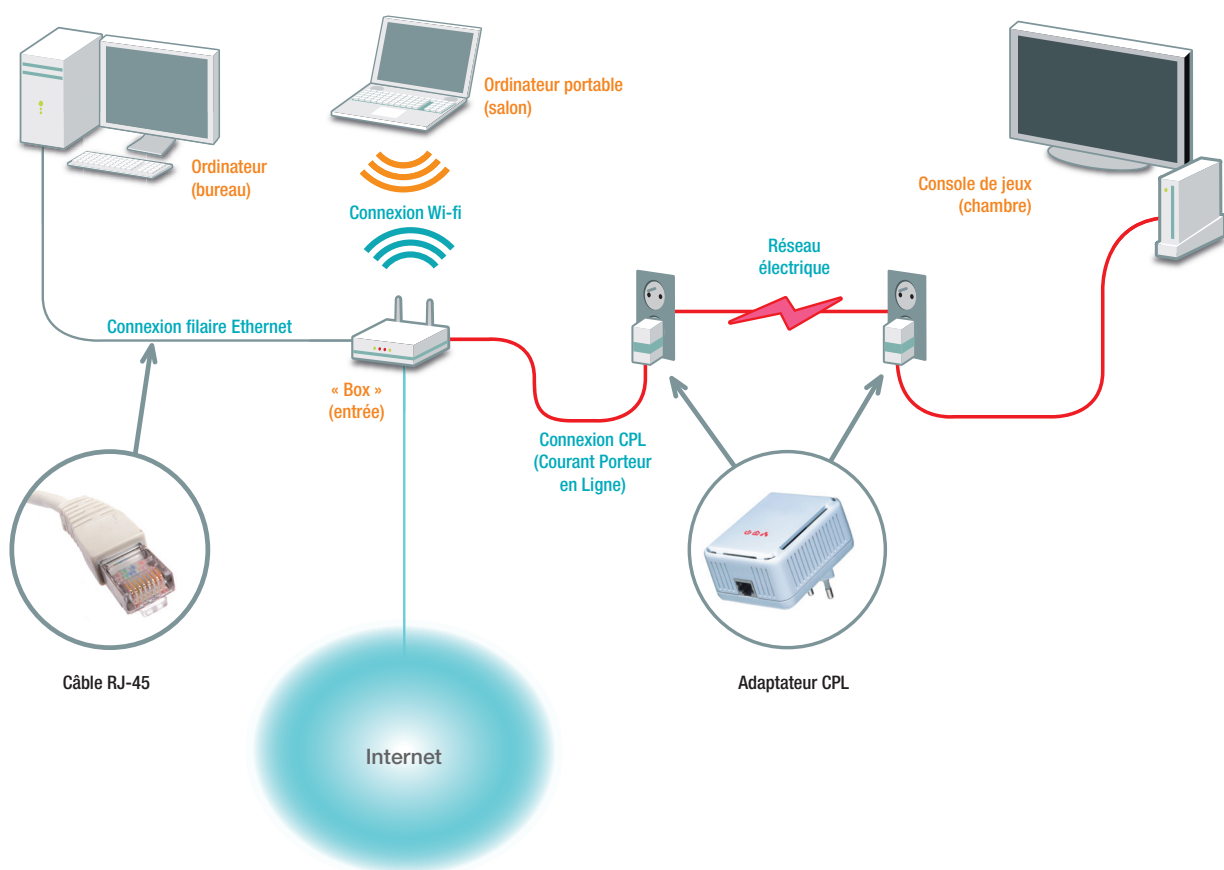 Ordinateur portable
(salon)
Ordinateur
(bureau)
Console de jeux
(chambre)
Connexion Wi-fi
Réseau
électrique
Connexion filaire Ethernet
« Box »
(entrée)
Connexion CPL
(Courant Porteur
en Ligne)
Câble RJ-45
Adaptateur CPL
Internet